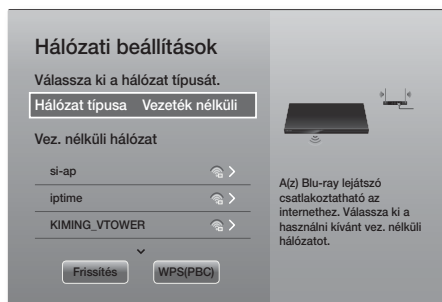 Hálózati beállítások
Válassza ki a hálózat típusát.
Hálózat típusa Vezeték nélküli
Vez. nélküli hálózat
si-ap
iptime
KIMING_VTOWER
Frissítés WPS(PBC)
A(z) Blu-ray lejátszó
csatlakoztatható az
internethez. Válassza ki a
használni kívánt vez. nélküli
hálózatot.